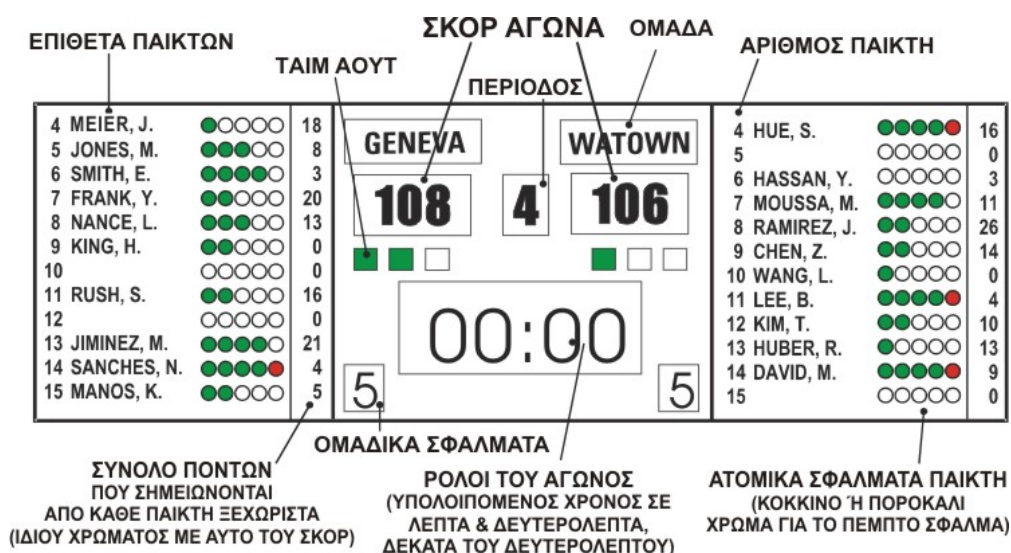 ΕΠΙΘΕΤΑ ΠΑΙΚΤΩΝ
ΤΑΙΜ ΑΟΥΤ
ΣΚΟΡ ΑΓΩΝΑ
ΠΕΡΙΟΔΟΣ
ΟΜΑΔΑ
ΑΡΙΘΜΟΣ ΠΑΙΚΤΗ
4 MEIER, J. 18
5 JONES, M. 8
6 SMITH, E. 3
7 FRANK, Y. 20
8 NANCE, L. 13
9 KING, H. 0
10 0
11 RUSH, S. 16
12 0
13 JIMINEZ, M. 21
14 SANCHES, N. 4
15 MANOS, K. 5
GENEVA WATOWN
108 4 106
00:00
5 5
4 HUE, S. 16
5 0
6 HASSAN, Y. 3
7 MOUSSA, M. 11
8 RAMIREZ, J. 26
9 CHEN, Z. 14
10 WANG, L. 0
11 LEE, B. 4
12 KIM, T. 10
13 HUBER, R. 13
14 DAVID, M. 9
15 0
ΣΥΝΟΛΟ ΠΟΝΤΩΝ
ΠΟΥ ΣΗΜΕΙΩΝΟΝΤΑΙ
ΑΠΟ ΚΑΘΕ ΠΑΙΚΤΗ ΞΕΧΩΡΙΣΤΑ
(ΙΔΙΟΥ ΧΡΩΜΑΤΟΣ ΜΕ ΑΥΤΟ ΤΟΥ ΣΚΟΡ)
ΟΜΑΔΙΚΑ ΣΦΑΛΜΑΤΑ
ΡΟΛΟΙ ΤΟΥ ΑΓΩΝΟΣ
(ΥΠΟΛΟΙΠΟΜΕΝΟΣ ΧΡΟΝΟΣ ΣΕ
ΛΕΠΤΑ & ΔΕΥΤΕΡΟΛΕΠΤΑ,
ΔΕΚΑΤΑ ΤΟΥ ΔΕΥΤΕΡΟΛΕΠΤΟΥ)
ΑΤΟΜΙΚΑ ΣΦΑΛΜΑΤΑ ΠΑΙΚΤΗ
(ΚΟΚΚΙΝΟ Ή ΠΟΡΟΚΑΛΙ
ΧΡΩΜΑ ΓΙΑ ΤΟ ΠΕΜΠΤΟ ΣΦΑΛΜΑ)